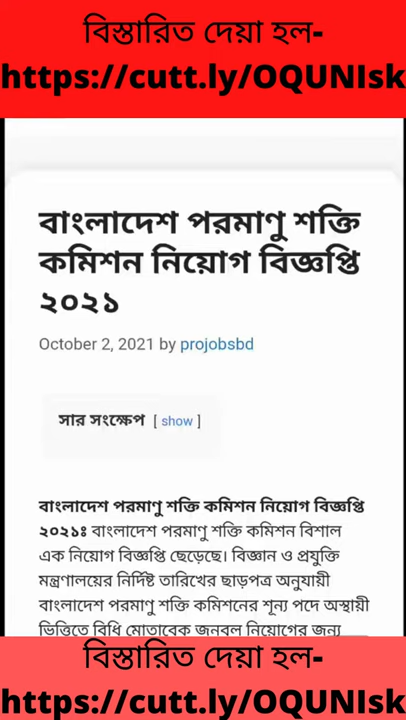 বিস্তারিত দেয়া হল-
https://cutt.ly/OQUNIsk
বাংলাদেশ পরমাণু শক্তি
কমিশন নিয়োগ বিজ্ঞপ্তি
২০২১
October 2, 2021 by projobsbd
সার সংক্ষেপ [ show ]
বাংলাদেশ পরমাণু শক্তি কমিশন নিয়োগ বিজ্ঞপ্তি
২০২১ঃ বাংলাদেশ পরমাণু শক্তি কমিশন বিশাল
এক নিয়োগ বিজ্ঞপ্তি ছেড়েছে। বিজ্ঞান ও প্রযুক্তি
মন্ত্রণালয়ের নির্দিষ্ট তারিখের ছাড়পত্র অনুযায়ী
বাংলাদেশ পরমাণু শক্তি কমিশনের শূন্য পদে অস্থায়ী
ভিত্তিতে বিধি মোতাবেক জনবল নিয়োগের জন্য
বিস্তারিত দেয়া হল-
https://cutt.ly/OQUNIsk